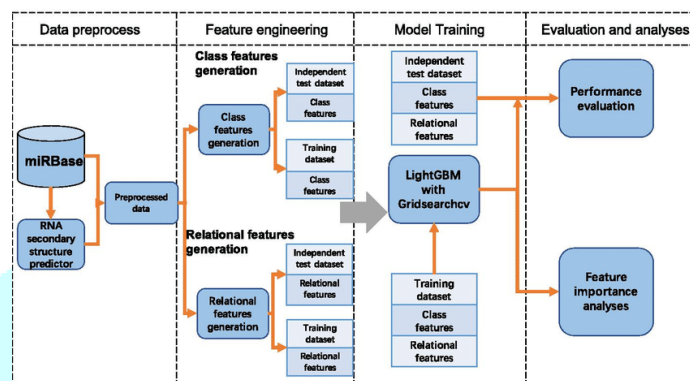 Data preprocess
Feature engineering
Model Training
Evaluation and analyses
miRBase
RNA
secondary
structure
predictor
Preprocessed
data
Class features
generation
Class
features
generation
Independent
test dataset
Class
features
Training
dataset
Class
features
Relational features
generation
Relational
features
generation
Independent
test dataset
Relational
features
Training
dataset
Relational
features
Independent
test dataset
Class
features
Relational
features
LightGBM
with
Gridsearchcv
Training
dataset
Class
features
Relational
features
Performance
evaluation
Feature
importance
analyses